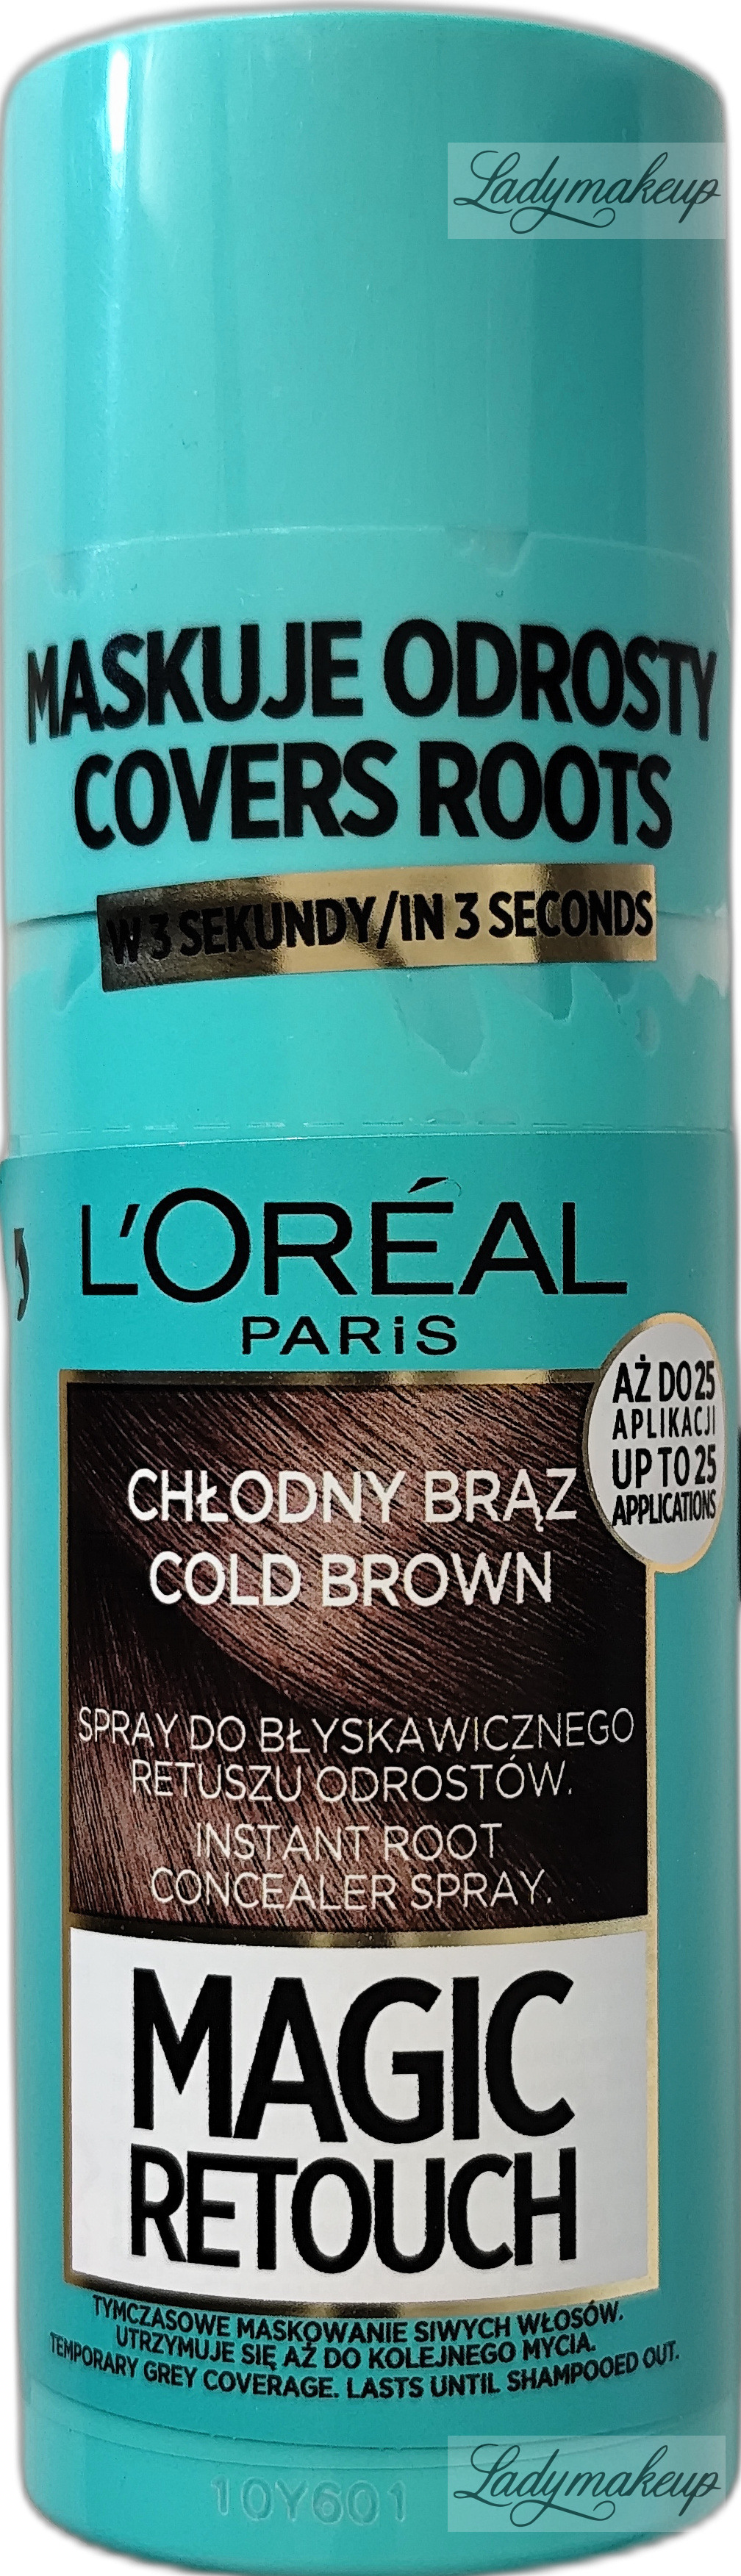 Ladymakeup
MASKUJE ODROSTY
COVERS ROOTS
W 3 SEKUNDY/IN 3 SECONDS
L'ORÉAL
PARiS
AŻ DO 25
APLIKACJI
UP TO 25
APPLICATIONS
CHŁODNY BRĄZ
COLD BROWN
SPRAY DO BŁYSKAWICZNEGO
RETUSZU ODROSTÓW.
INSTANT ROOT
CONCEALER SPRAY.
MAGIC
RETOUCH
TYMCZASOWE MASKOWANIE SIWYCH WŁOSÓW.
UTRZYMUJE SIĘ AŻ DO KOLEJNEGO MYCIA.
TEMPORARY GREY COVERAGE. LASTS UNTIL SHAMPOOED OUT.
10Y601
Ladymakeup